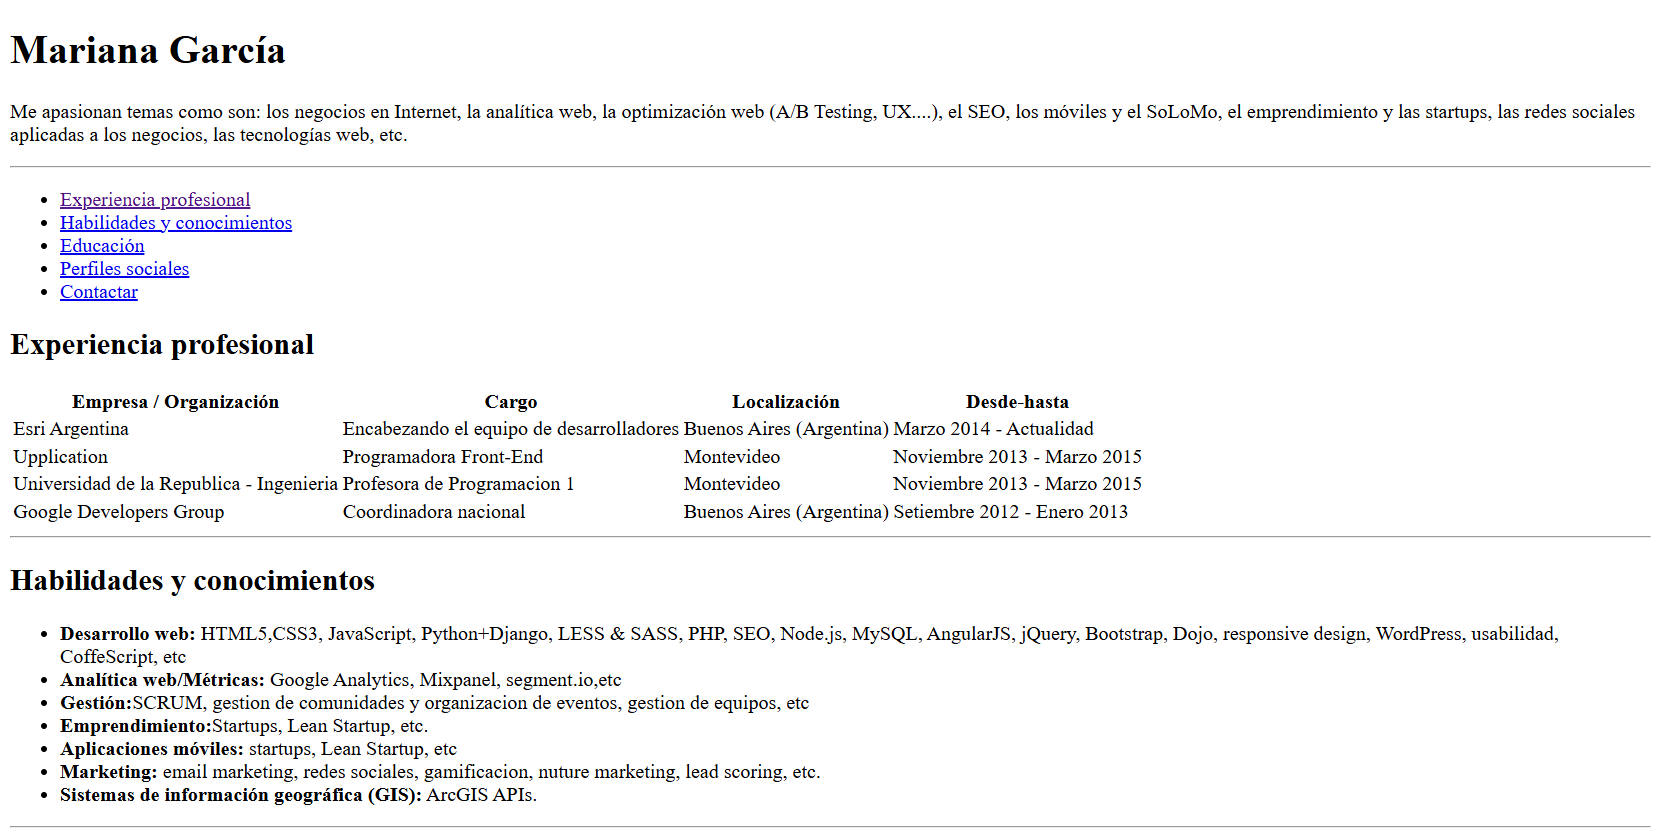 Mariana García
Me apasionan temas como son: los negocios en Internet, la analítica web, la optimización web (A/B Testing, UX....), el SEO, los móviles y el SoLoMo, el emprendimiento y las startups, las redes sociales
aplicadas a los negocios, las tecnologías web, etc.
Experiencia profesional
Habilidades y conocimientos
Educación
Perfiles sociales
Contactar
Experiencia profesional
Empresa / Organización Cargo Localización Desde-hasta
Esri Argentina Encabezando el equipo de desarrolladores Buenos Aires (Argentina) Marzo 2014 - Actualidad
Upplication Programadora Front-End Montevideo Noviembre 2013 - Marzo 2015
Universidad de la Republica - Ingenieria Profesora de Programacion 1 Montevideo Noviembre 2013 - Marzo 2015
Google Developers Group Coordinadora nacional Buenos Aires (Argentina) Setiembre 2012 - Enero 2013
Habilidades y conocimientos
Desarrollo web: HTML5,CSS3, JavaScript, Python+Django, LESS & SASS, PHP, SEO, Node.js, MySQL, AngularJS, jQuery, Bootstrap, Dojo, responsive design, WordPress, usabilidad,
CoffeScript, etc
Analítica web/Métricas: Google Analytics, Mixpanel, segment.io,etc
Gestión:SCRUM, gestion de comunidades y organizacion de eventos, gestion de equipos, etc
Emprendimiento:Startups, Lean Startup, etc.
Aplicaciones móviles: startups, Lean Startup, etc
Marketing: email marketing, redes sociales, gamificacion, nuture marketing, lead scoring, etc.
Sistemas de información geográfica (GIS): ArcGIS APIs.